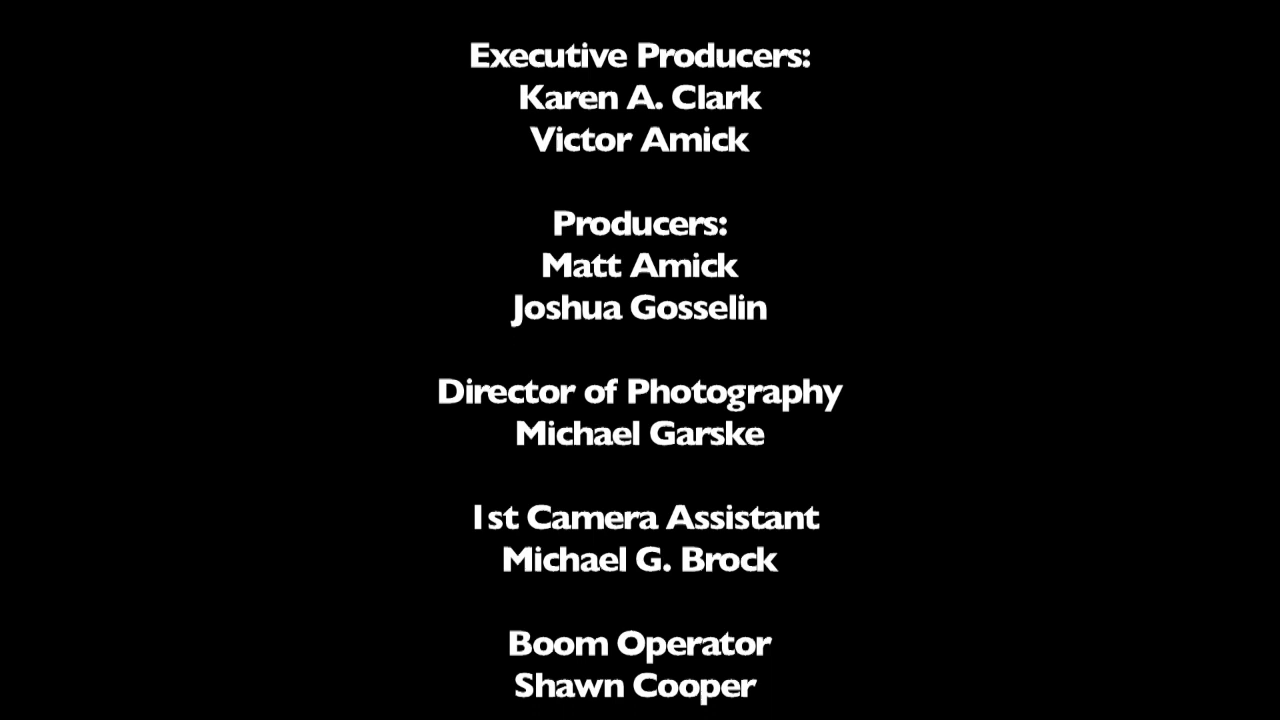 Executive Producers:
Karen A. Clark
Victor Amick
Producers:
Matt Amick
Joshua Gosselin
Director of Photography
Michael Garske
1st Camera Assistant
Michael G. Brock
Boom Operator
Shawn Cooper